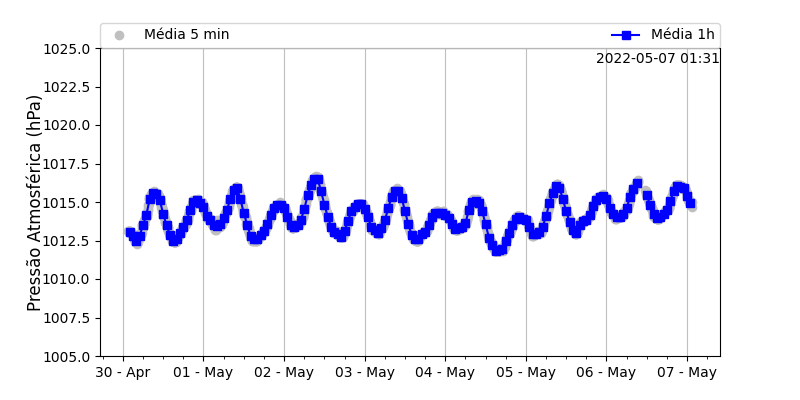 Média 5 min
Média 1h
2022-05-07 01:31
Pressão Atmosférica (hPa)
1025.0
1022.5
1020.0
1017.5
1015.0
1012.5
1010.0
1007.5
1005.0
30 - Apr
01 - May
02 - May
03 - May
04 - May
05 - May
06 - May
07 - May